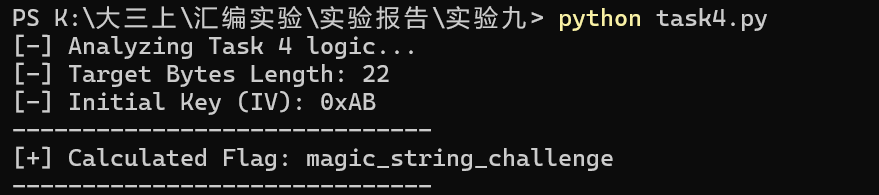 PS K:\大三上\汇编实验\实验报告\实验九> python task4.py
[-] Analyzing Task 4 logic...
[-] Target Bytes Length: 22
[-] Initial Key (IV): 0xAB
------------------------------
[+] Calculated Flag: magic_string_challenge
------------------------------